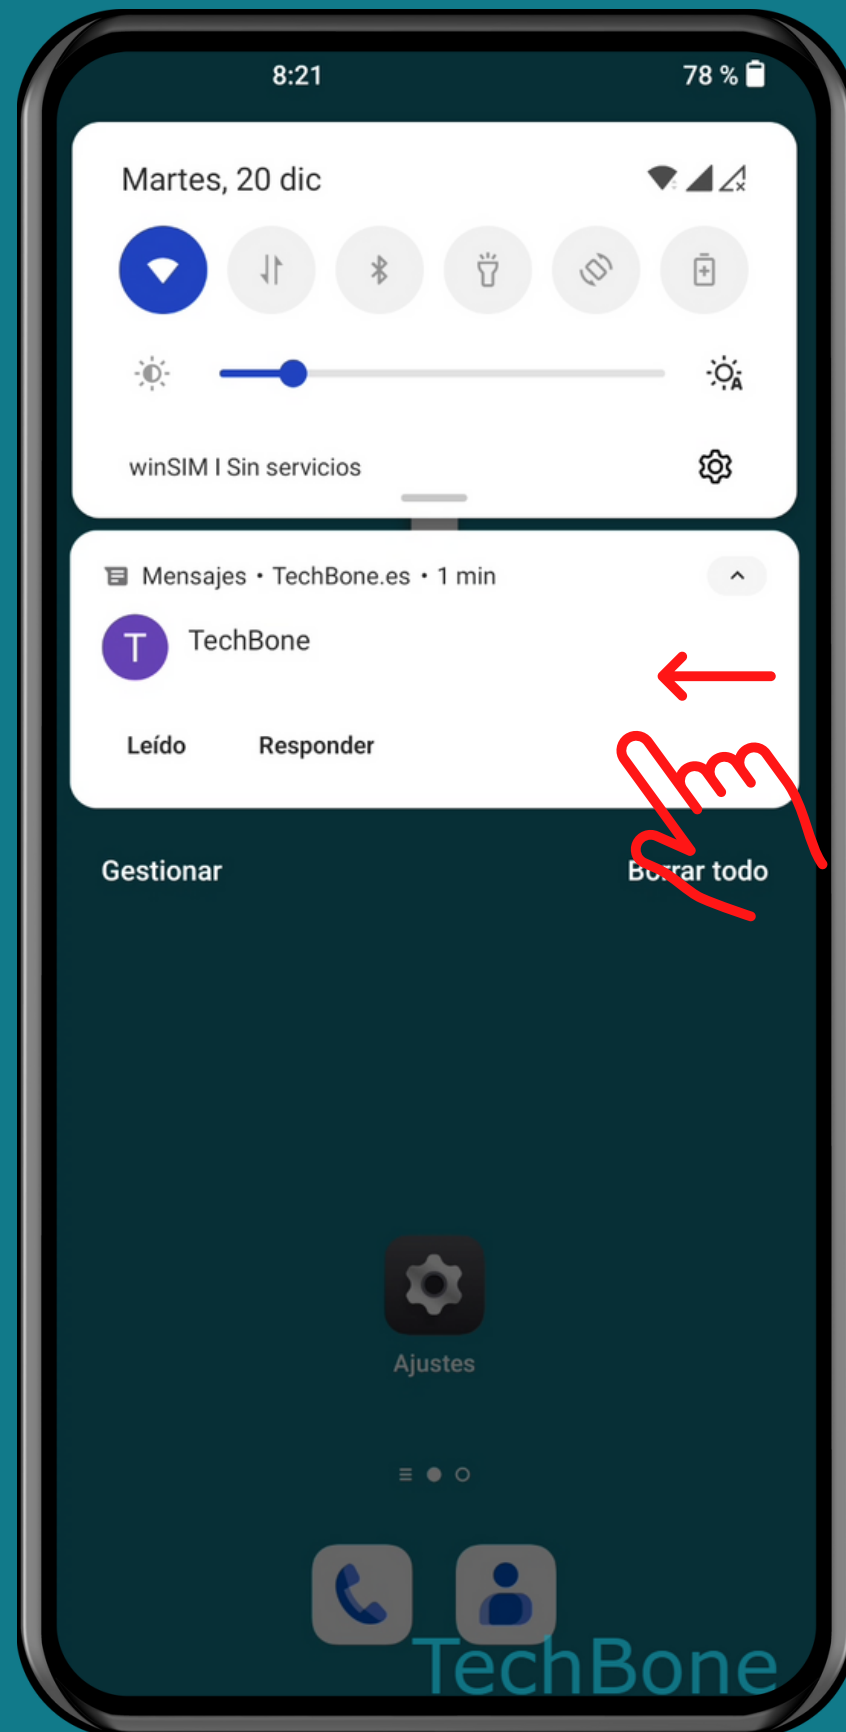 8:21
78 %
Martes, 20 dic
A
winSIM I Sin servicios
Mensajes • TechBone.es • 1 min
T
TechBone
Leído
Responder
Gestionar
Borrar todo
Ajustes
TechBone